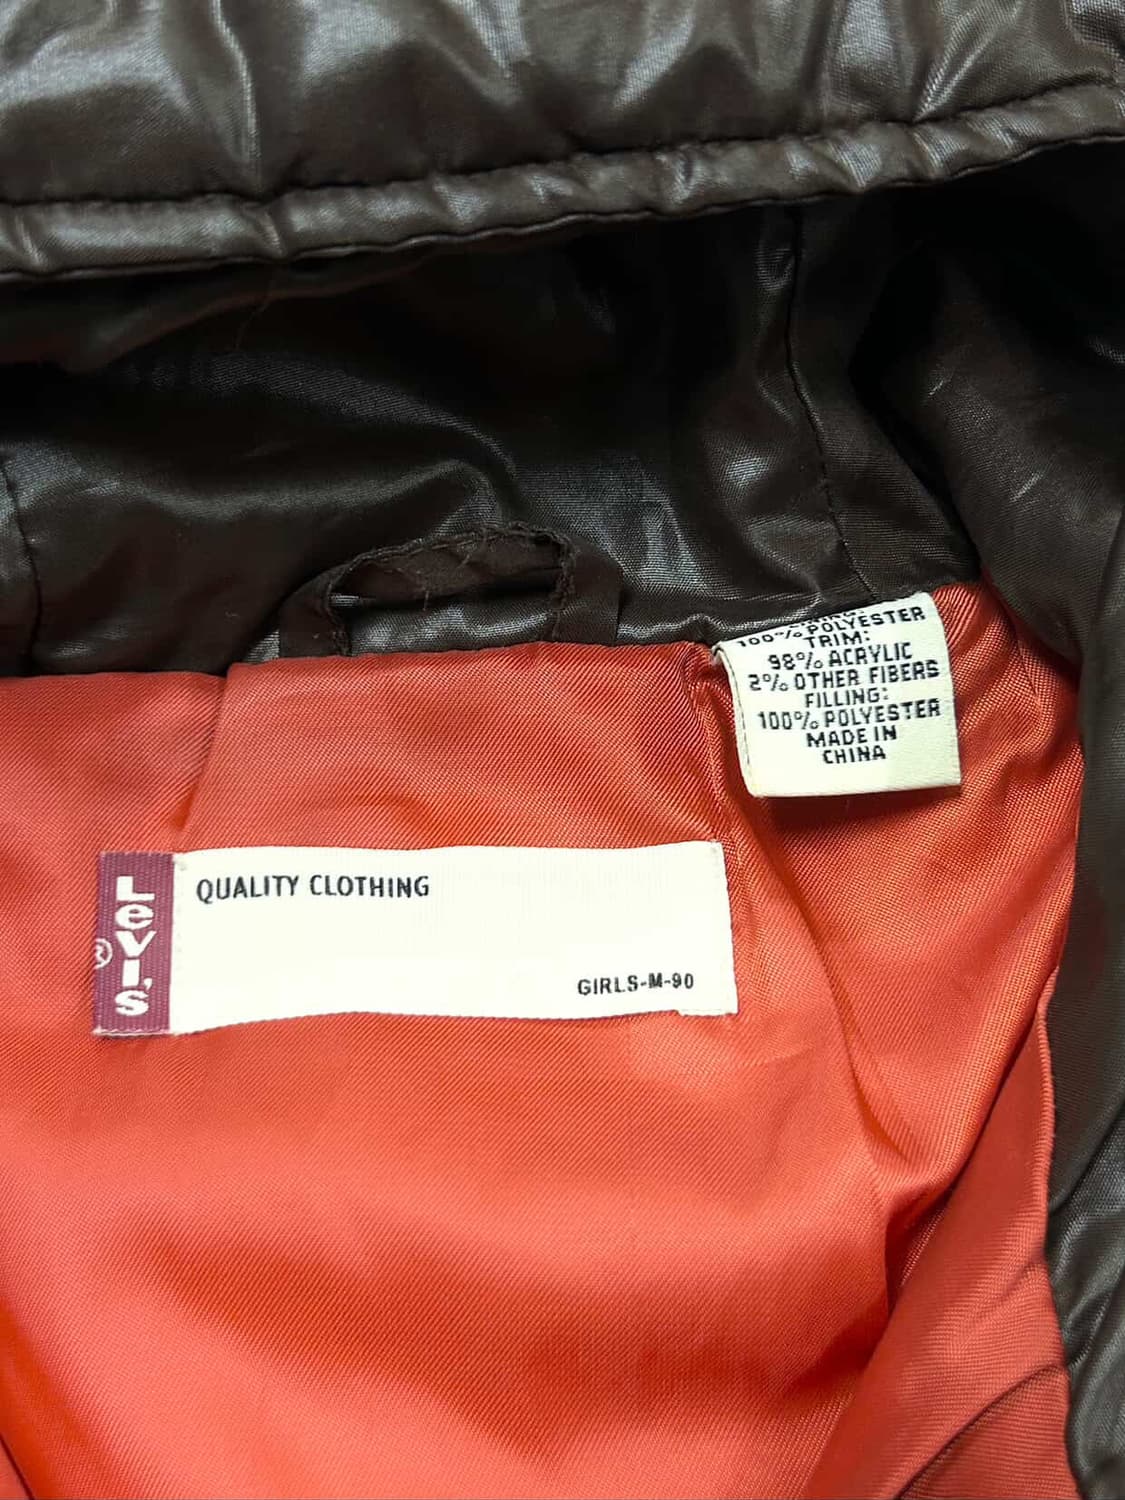 100% POLYESTER
TRIM:
98% ACRYLIC
2% OTHER FIBERS
FILLING:
100% POLYESTER
MADE IN
CHINA
Levi's
®
QUALITY CLOTHING
GIRLS-M-90